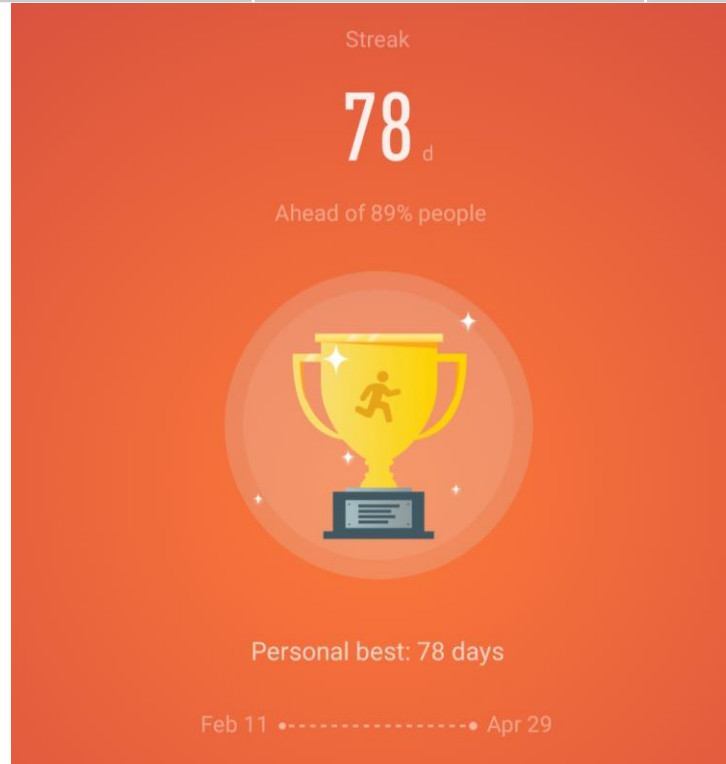 Streak
78 d
Ahead of 89% people
Personal best: 78 days
Feb 11 Apr 29